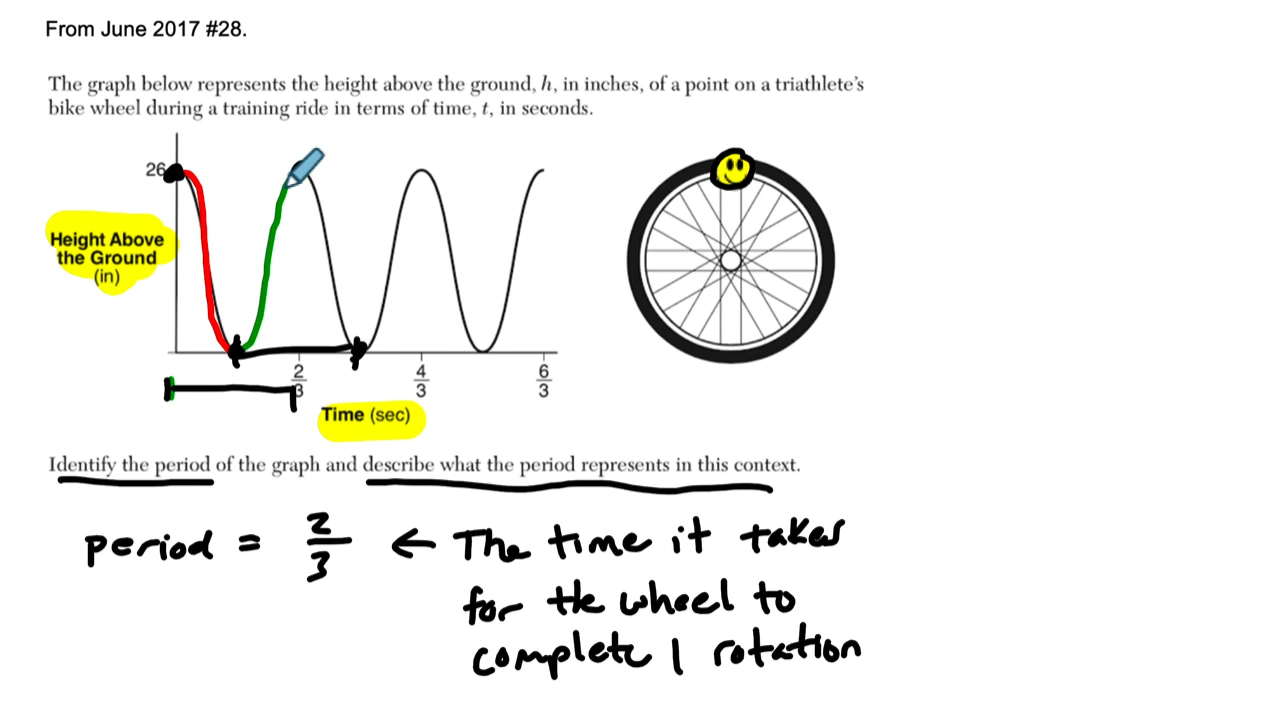 From June 2017 #28.
The graph below represents the height above the ground, h, in inches, of a point on a triathlete's
bike wheel during a training ride in terms of time, t, in seconds.
26
Height Above
the Ground
(in)
2
3
4
3
6
3
Time (sec)
Identify the period of the graph and describe what the period represents in this context.
period = 2/3 ← The time it takes
for the wheel to
complete 1 rotation